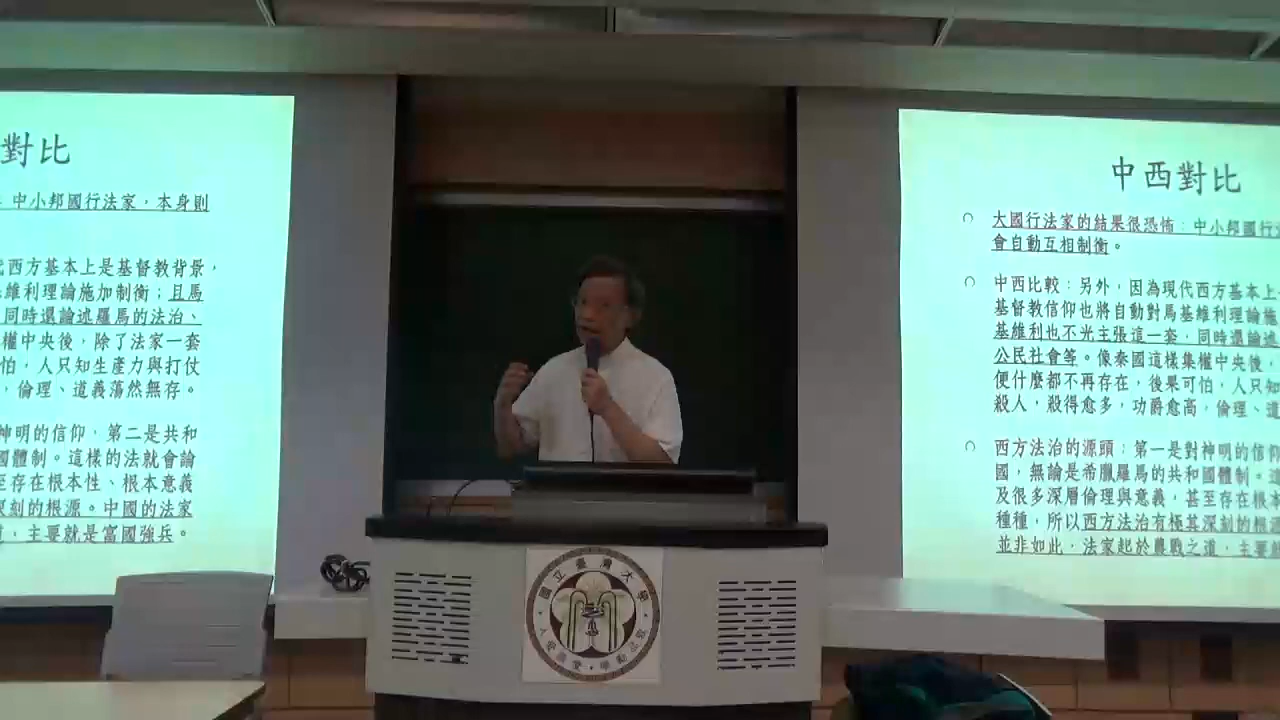 對比
中小邦國行法家，本身則
代西方基本上是基督教背景，
維利理論施加制衡；且馬
同時還論述羅馬的法治、
權中央後，除了法家一套
怕，人只知生產力與打仗
，倫理、道義蕩然無存。
神明的信仰，第二是共和
國體制。這樣的法就會論
至存在根本性、根本意義
深刻的根源。中國的法家
道，主要就是富國強兵。
國立臺灣大學
中西對比
大國行法家的結果很恐怖：中小邦國行
會自動互相制衡。
中西比較：另外，因為現代西方基本上
基督教信仰也將自動對馬基維利理論施
基維利也不光主張這一套，同時還論述
公民社會等。像秦國這樣集權中央後，
便什麼都不再存在，後果可怕，人只知
殺人，殺得愈多，功爵愈高，倫理、道
西方法治的源頭：第一是對神明的信仰
國，無論是希臘羅馬的共和國體制。
及很多深層倫理與意義，甚至存在根本
種種，所以西方法治有極其深刻的根源
並非如此，法家起於農戰之道，主要